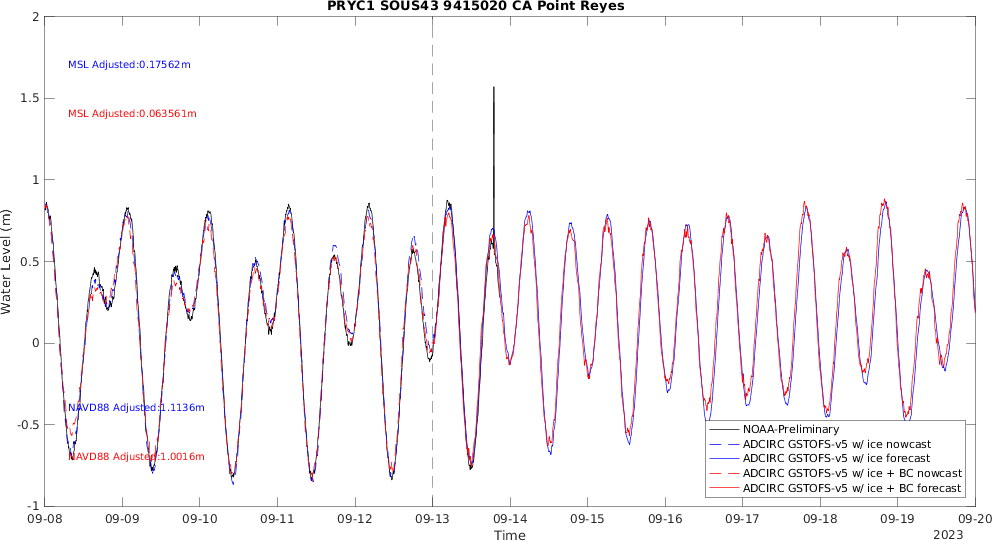 PRYC1 SOUS43 9415020 CA Point Reyes
2
1.5
1
0.5
0
-0.5
-1
Water Level (m)
MSL Adjusted:0.17562m
MSL Adjusted:0.063561m
NAVD88 Adjusted:1.1136m
NAVD88 Adjusted:1.0016m
NOAA-Preliminary
ADCIRC GSTOFS-v5 w/ ice nowcast
ADCIRC GSTOFS-v5 w/ ice forecast
ADCIRC GSTOFS-v5 w/ ice + BC nowcast
ADCIRC GSTOFS-v5 w/ ice + BC forecast
09-08 09-09 09-10 09-11 09-12 09-13 09-14 09-15 09-16 09-17 09-18 09-19 09-20
Time
2023